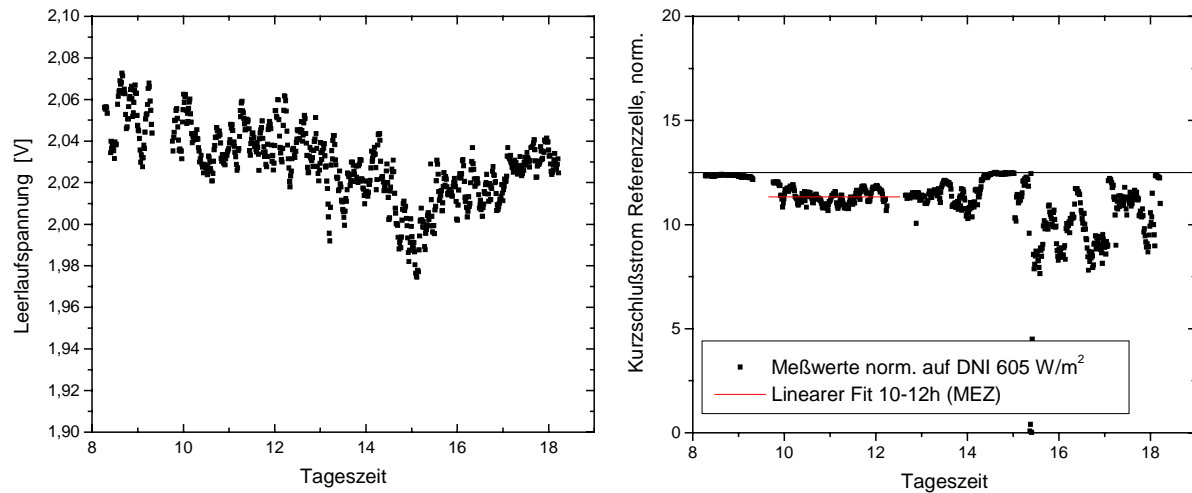 2,10
2,08
2,06
2,04
2,02
2,00
1,98
1,96
1,94
1,92
1,90
Leerlaufspannung [V]
8 10 12 14 16 18
Tageszeit
20
15
10
5
0
Kurzschlußstrom Referenzzelle, norm.
Meßwerte norm. auf DNI 605 W/m²
Linearer Fit 10-12h (MEZ)
8 10 12 14 16 18
Tageszeit